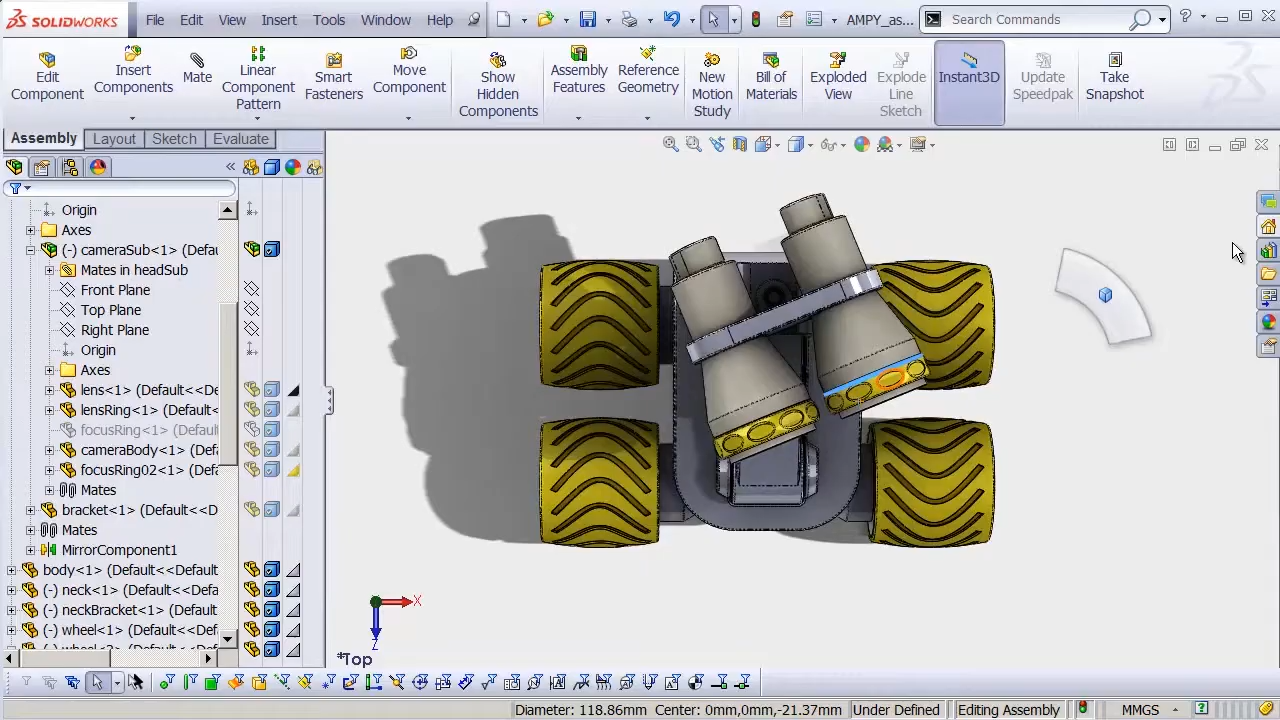 SOLIDWORKS File Edit View Insert Tools Window Help AMPY_as... Search Commands ?
Edit Component
Insert Components
Mate
Linear Component Pattern
Smart Fasteners
Move Component
Show Hidden Components
Assembly Features
Reference Geometry
New Motion Study
Bill of Materials
Exploded View
Explode Line Sketch
Instant3D
Update Speedpak
Take Snapshot
Assembly Layout Sketch Evaluate
Origin
Axes
(-) cameraSub<1> (Defau
Mates in headSub
Front Plane
Top Plane
Right Plane
Origin
Axes
lens<1> (Default<<De
lensRing<1> (Default<
focusRing<1> (Default
cameraBody<1> (Defa
focusRing02<1> (Defa
Mates
bracket<1> (Default<<D
Mates
MirrorComponent1
body<1> (Default<<Default
(-) neck<1> (Default<<Defa
(-) neckBracket<1> (Default
(-) wheel<1> (Default<<Def
X
Z
*Top
Diameter: 118.86mm Center: 0mm,0mm,-21.37mm Under Defined Editing Assembly MMGS ?